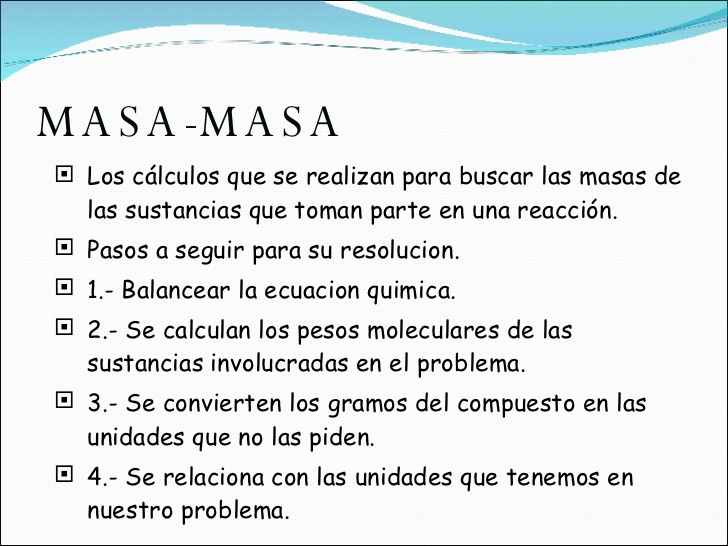 MASA-MASA
Los cálculos que se realizan para buscar las masas de
las sustancias que toman parte en una reacción.
Pasos a seguir para su resolucion.
1.- Balancear la ecuacion quimica.
2.- Se calculan los pesos moleculares de las
sustancias involucradas en el problema.
3.- Se convierten los gramos del compuesto en las
unidades que no las piden.
4.- Se relaciona con las unidades que tenemos en
nuestro problema.